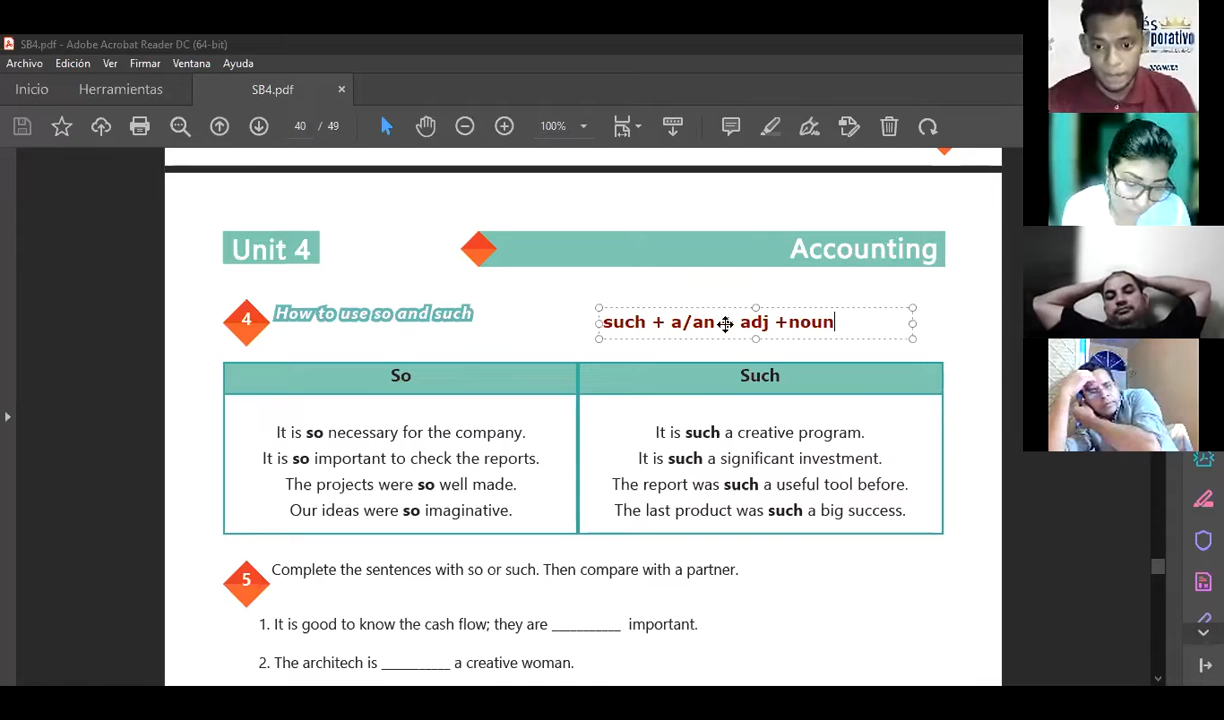 SB4.pdf - Adobe Acrobat Reader DC (64-bit)
Archivo Edición Ver Firmar Ventana Ayuda
Inicio Herramientas SB4.pdf ×
40 / 49 100%
Unit 4 Accounting
4 How to use so and such
such + a/an + adj +noun
So Such
It is so necessary for the company. It is such a creative program.
It is so important to check the reports. It is such a significant investment.
The projects were so well made. The report was such a useful tool before.
Our ideas were so imaginative. The last product was such a big success.
5 Complete the sentences with so or such. Then compare with a partner.
1. It is good to know the cash flow; they are __________ important.
2. The architech is __________ a creative woman.